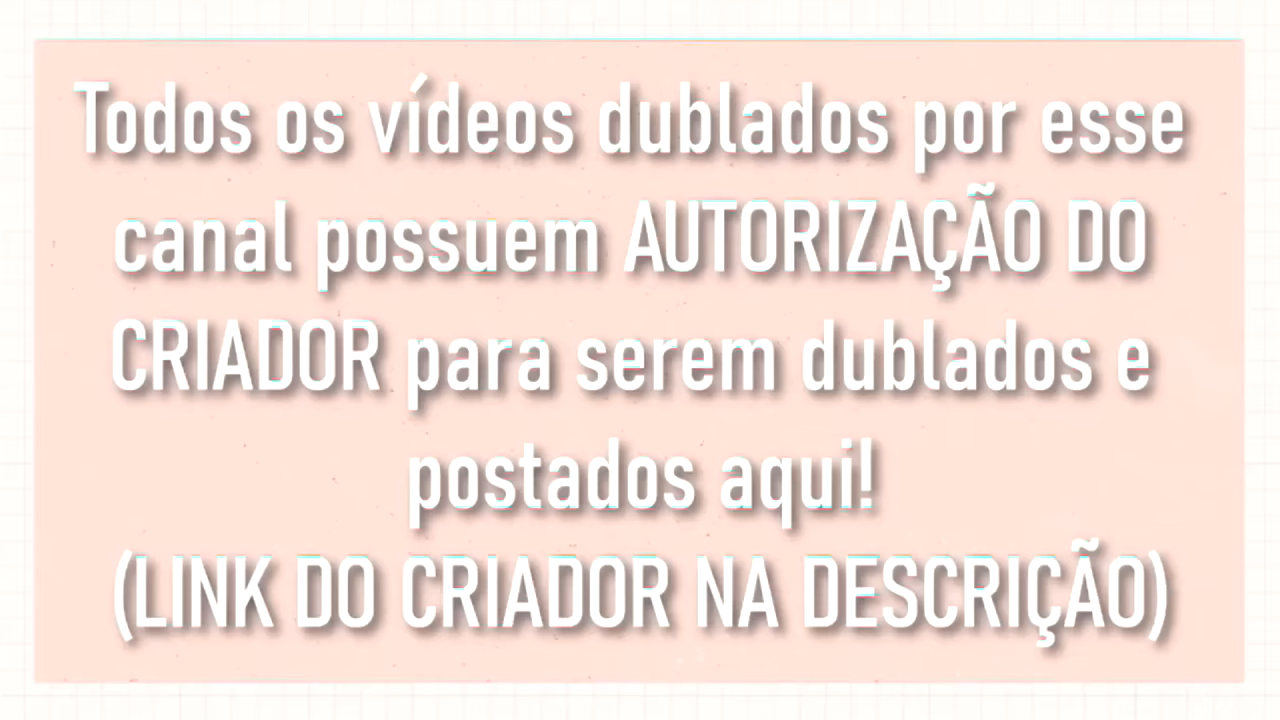 Todos os vídeos dublados por esse
canal possuem AUTORIZAÇÃO DO
CRIADOR para serem dublados e
postados aqui!
(LINK DO CRIADOR NA DESCRIÇÃO)